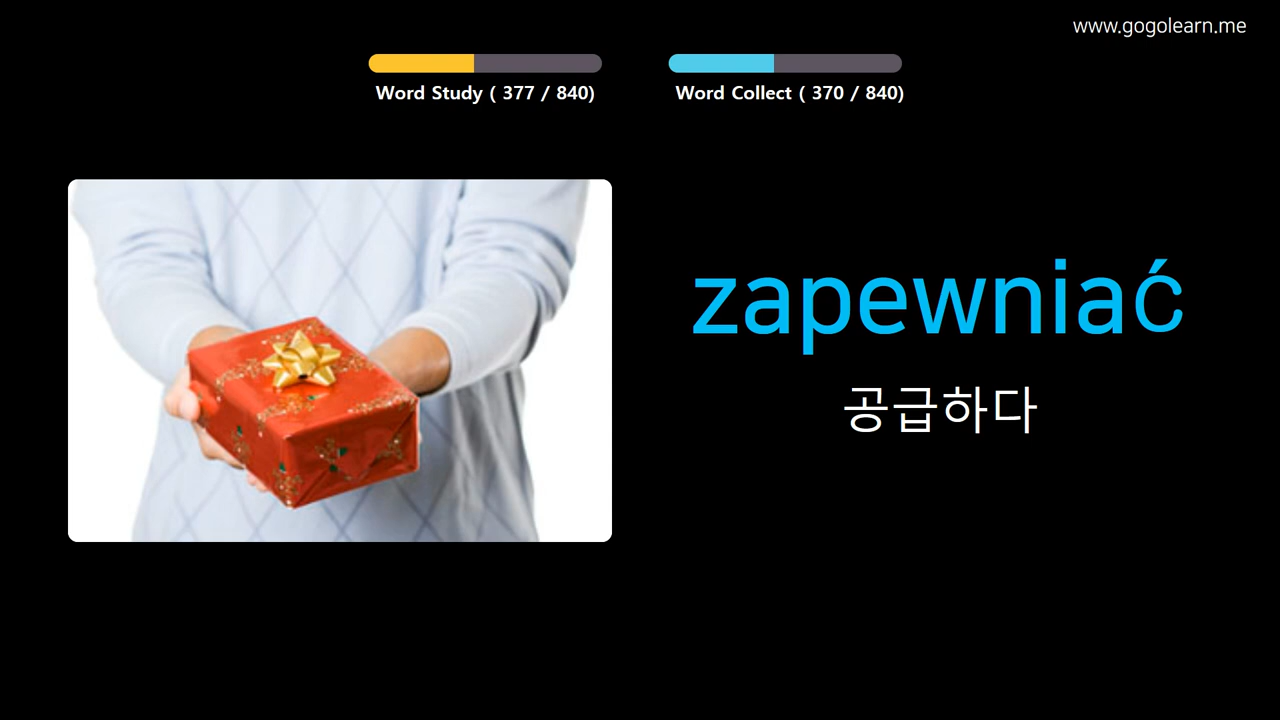 www.gogolearn.me
Word Study ( 377 / 840)
Word Collect ( 370 / 840)
zapewniać
공급하다